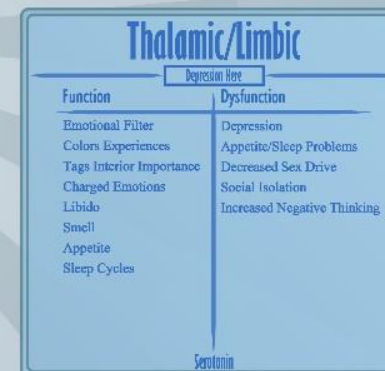 Thalamic/Limbic
Depression Here
Function
Emotional Filter
Colors Experiences
Tags Interior Importance
Charged Emotions
Libido
Smell
Appetite
Sleep Cycles
Dysfunction
Depression
Appetite/Sleep Problems
Decreased Sex Drive
Social Isolation
Increased Negative Thinking
Serotonin